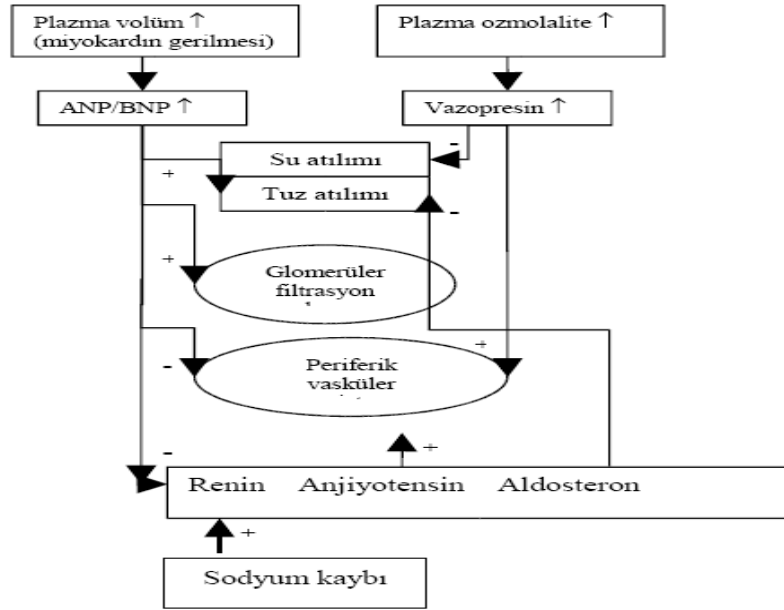 Plazma volüm ↑
(miyokardın gerilmesi)
Plazma ozmolalite ↑
ANP/BNP ↑
Vazopresin ↑
-
Su atılımı
+
Tuz atılımı
-
+
Glomerüler
filtrasyon
+
-
Periferik
vasküler
-
+
Renin Anjiyotensin Aldosteron
+
Sodyum kaybı